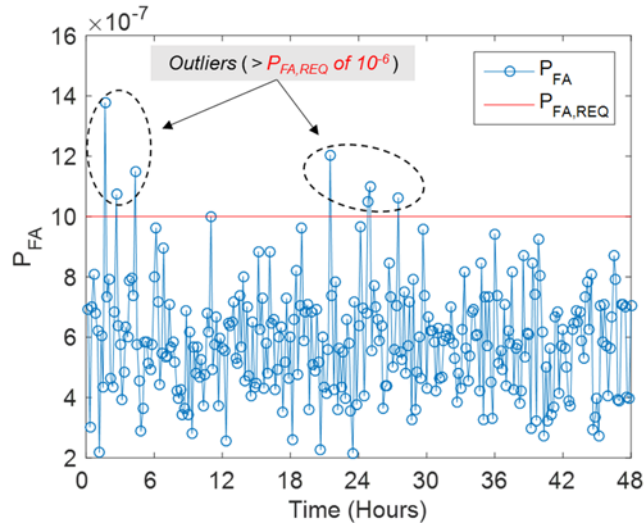 ×10⁻⁷
Outliers ( > P_FA,REQ of 10⁻⁶ )
P_FA
P_FA,REQ
16
14
12
10
8
6
4
2
P_FA
0 6 12 18 24 30 36 42 48
Time (Hours)